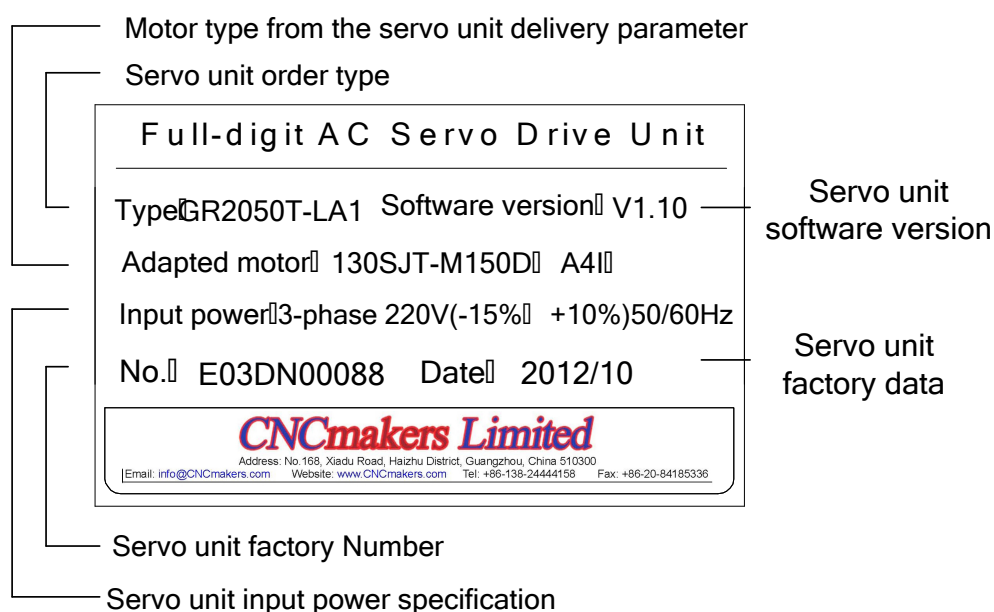 Motor type from the servo unit delivery parameter
Servo unit order type
Full-digit AC Servo Drive Unit
Type▯GR2050T-LA1 Software version▯ V1.10
Servo unit
software version
Adapted motor▯ 130SJT-M150D▯ A4I▯
Input power▯3-phase 220V(-15%▯ +10%)50/60Hz
No.▯ E03DN00088 Date▯ 2012/10
Servo unit
factory data
CNCmakers Limited
Address: No.168, Xiadu Road, Haizhu District, Guangzhou, China 510300
Email: info@CNCmakers.com Website: www.CNCmakers.com Tel: +86-138-24444156 Fax: +86-20-84185336
Servo unit factory Number
Servo unit input power specification